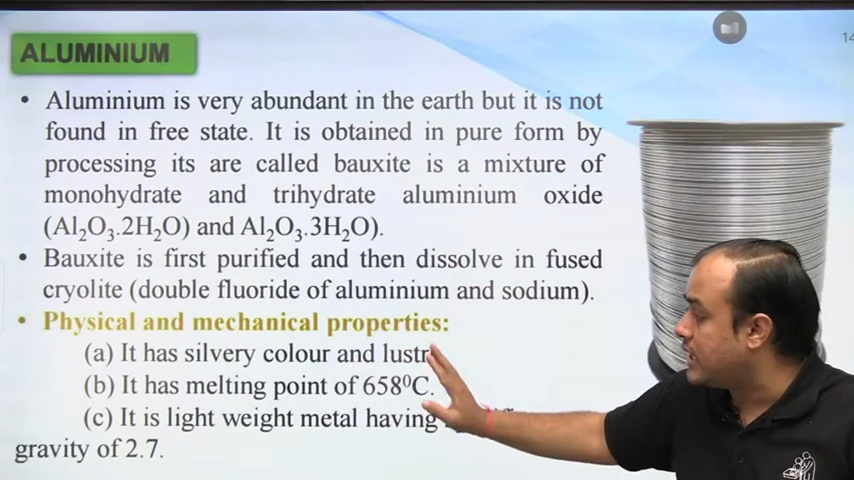 14
ALUMINIUM
• Aluminium is very abundant in the earth but it is not
found in free state. It is obtained in pure form by
processing its are called bauxite is a mixture of
monohydrate and trihydrate aluminium oxide
(Al₂O₃.2H₂O) and Al₂O₃.3H₂O).
• Bauxite is first purified and then dissolve in fused
cryolite (double fluoride of aluminium and sodium).
• Physical and mechanical properties:
(a) It has silvery colour and
(b) It has melting point of 658⁰C.
(c) It is light weight metal having
gravity of 2.7.